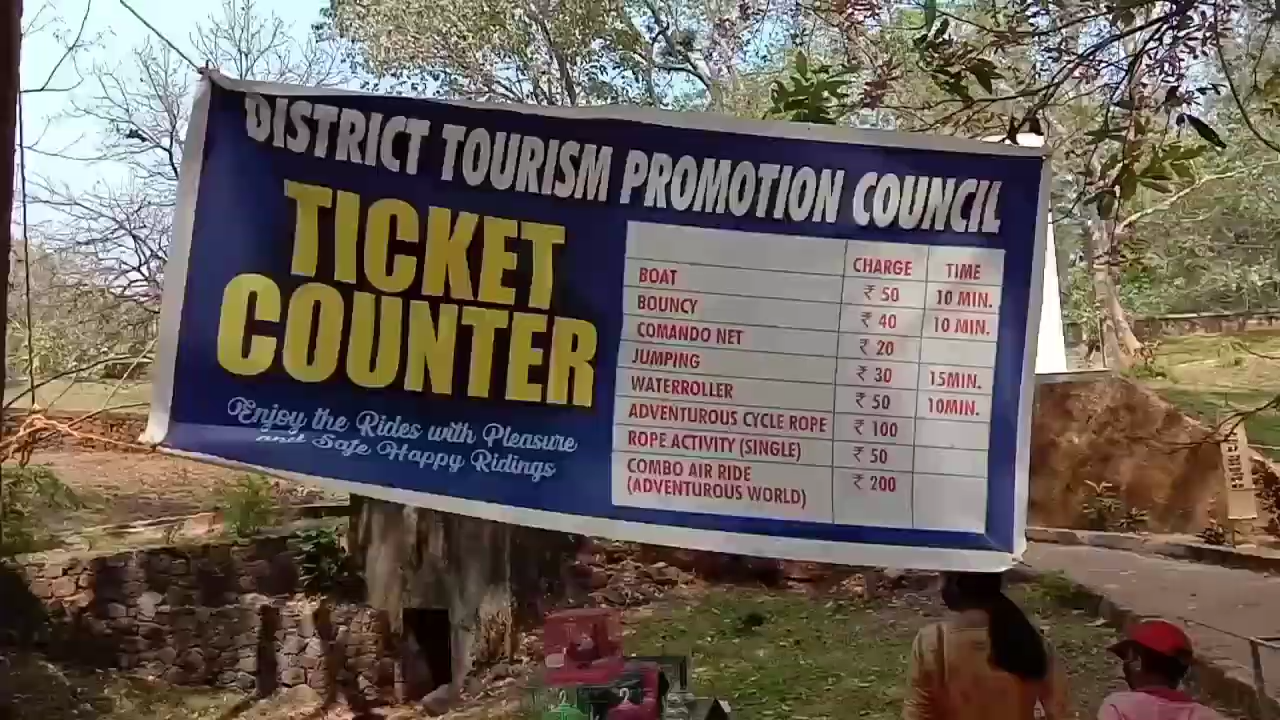 DISTRICT TOURISM PROMOTION COUNCIL
TICKET
COUNTER
Enjoy the Rides with Pleasure
and Safe Happy Ridings
CHARGE TIME
BOAT ₹ 50 10 MIN.
BOUNCY ₹ 40 10 MIN.
COMANDO NET ₹ 20
JUMPING ₹ 30 15MIN.
WATERROLLER ₹ 50 10MIN.
ADVENTUROUS CYCLE ROPE ₹ 100
ROPE ACTIVITY (SINGLE) ₹ 50
COMBO AIR RIDE ₹ 200
(ADVENTUROUS WORLD)